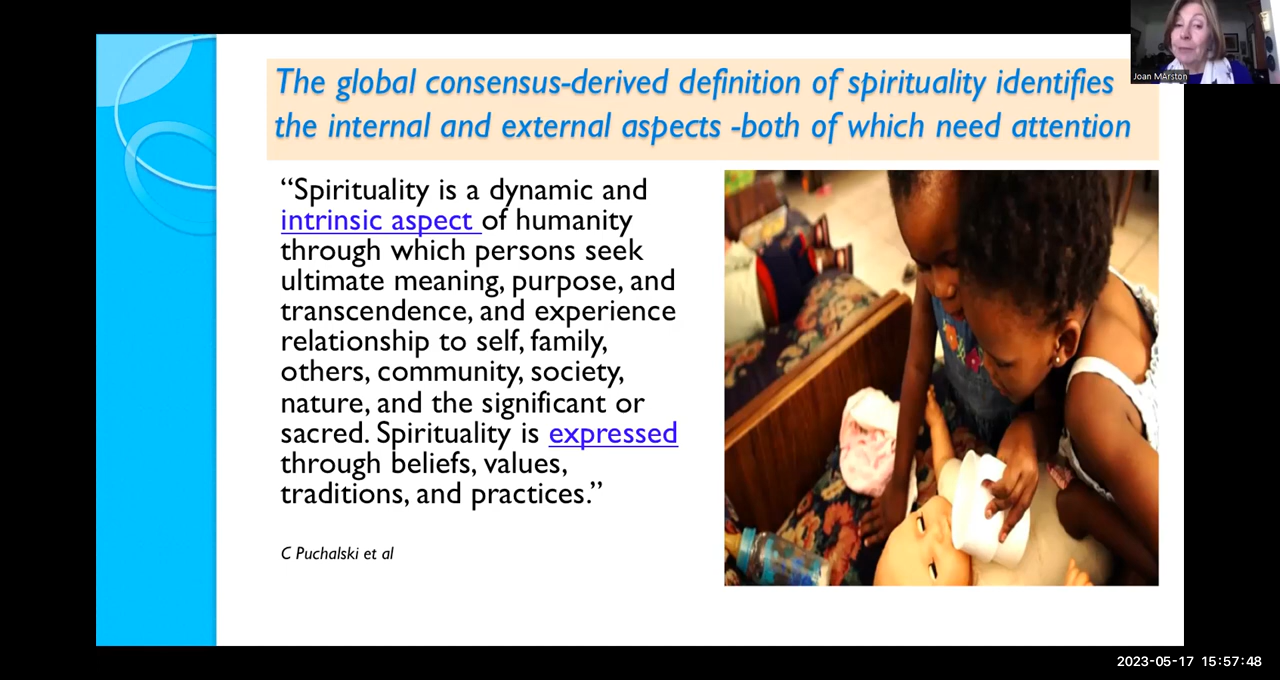 The global consensus-derived definition of spirituality identifies
the internal and external aspects -both of which need attention
Joan MArston
“Spirituality is a dynamic and
intrinsic aspect of humanity
through which persons seek
ultimate meaning, purpose, and
transcendence, and experience
relationship to self, family,
others, community, society,
nature, and the significant or
sacred. Spirituality is expressed
through beliefs, values,
traditions, and practices.”
C Puchalski et al
2023-05-17 15:57:48